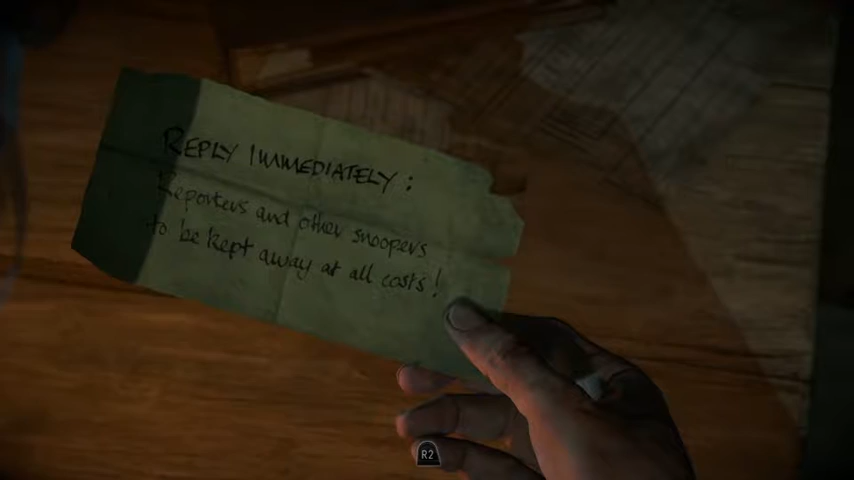 REPLY IMMEDIATELY:
Reporters and other snoopers
to be kept away at all costs!
R2